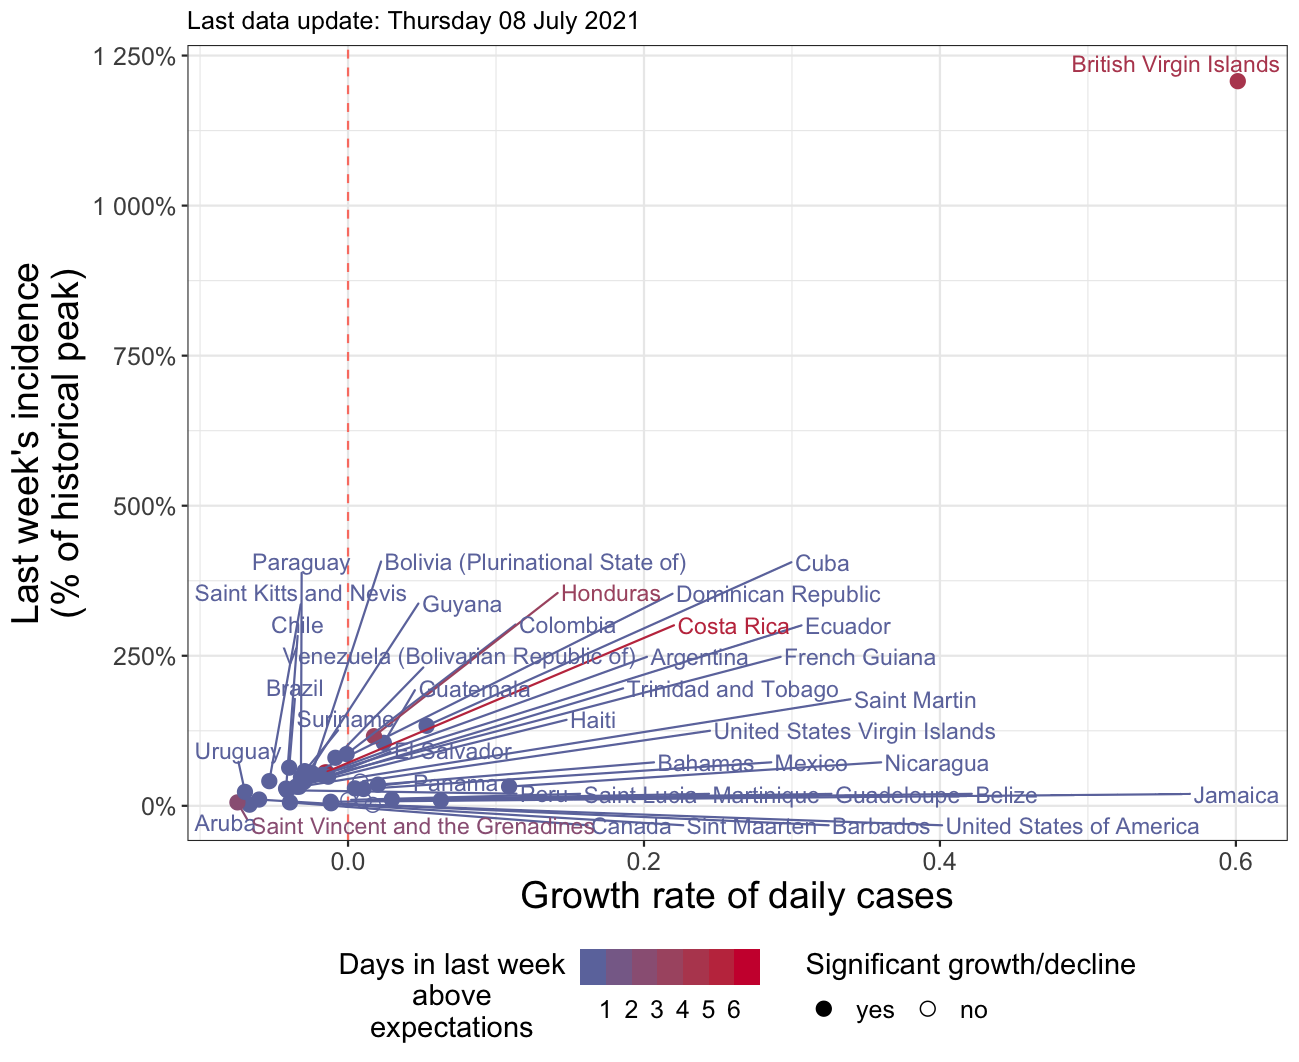 Last data update: Thursday 08 July 2021
Last week's incidence
(% of historical peak)
1 250%
1 000%
750%
500%
250%
0%
British Virgin Islands
Paraguay
Bolivia (Plurinational State of)
Cuba
Saint Kitts and Nevis
Guyana
Honduras
Dominican Republic
Chile
Colombia
Costa Rica
Ecuador
Venezuela (Bolivarian Republic of)
Argentina
French Guiana
Brazil
Guatemala
Trinidad and Tobago
Saint Martin
Suriname
Haiti
United States Virgin Islands
Uruguay
El Salvador
Bahamas
Mexico
Nicaragua
Panama
Peru
Saint Lucia
Martinique
Guadeloupe
Belize
Jamaica
Aruba
Saint Vincent and the Grenadines
Canada
Sint Maarten
Barbados
United States of America
0.0
0.2
0.4
0.6
Growth rate of daily cases
Days in last week
above
expectations
1 2 3 4 5 6
Significant growth/decline
yes
no